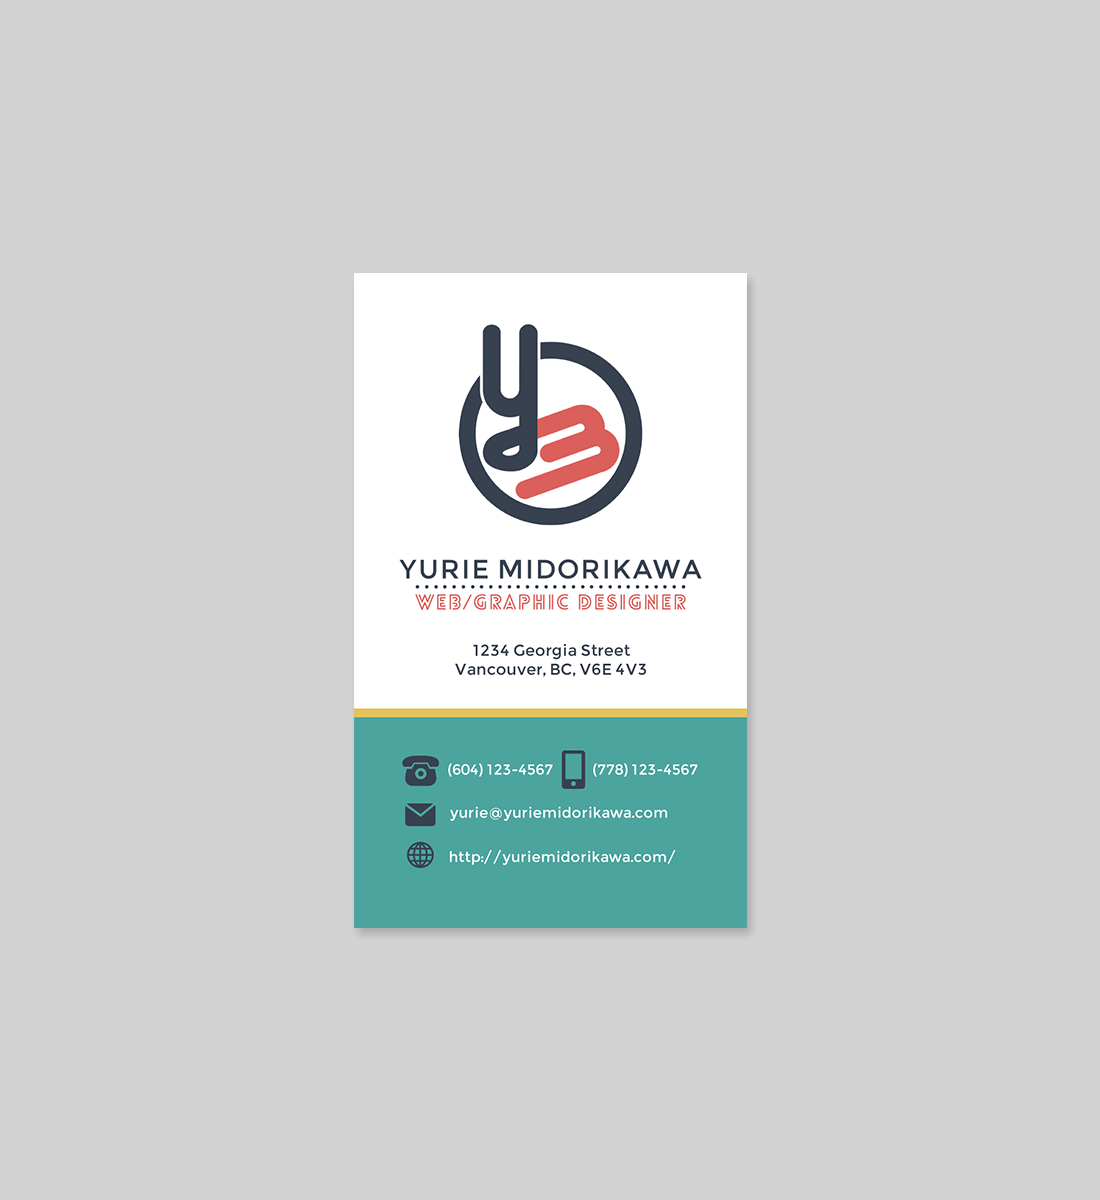 YURIE MIDORIKAWA
WEB/GRAPHIC DESIGNER
1234 Georgia Street
Vancouver, BC, V6E 4V3
(604) 123-4567 (778) 123-4567
yurie@yuriemidorikawa.com
http://yuriemidorikawa.com/